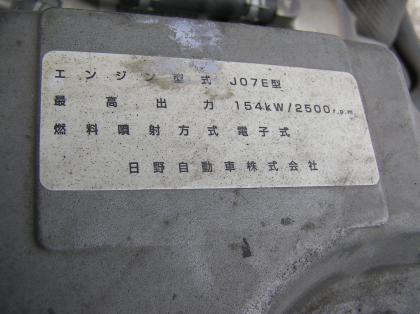 エンジン型式 J07E型
最高出力 154kW/2500r.p.m.
燃料噴射方式 電子式
日野自動車株式会社